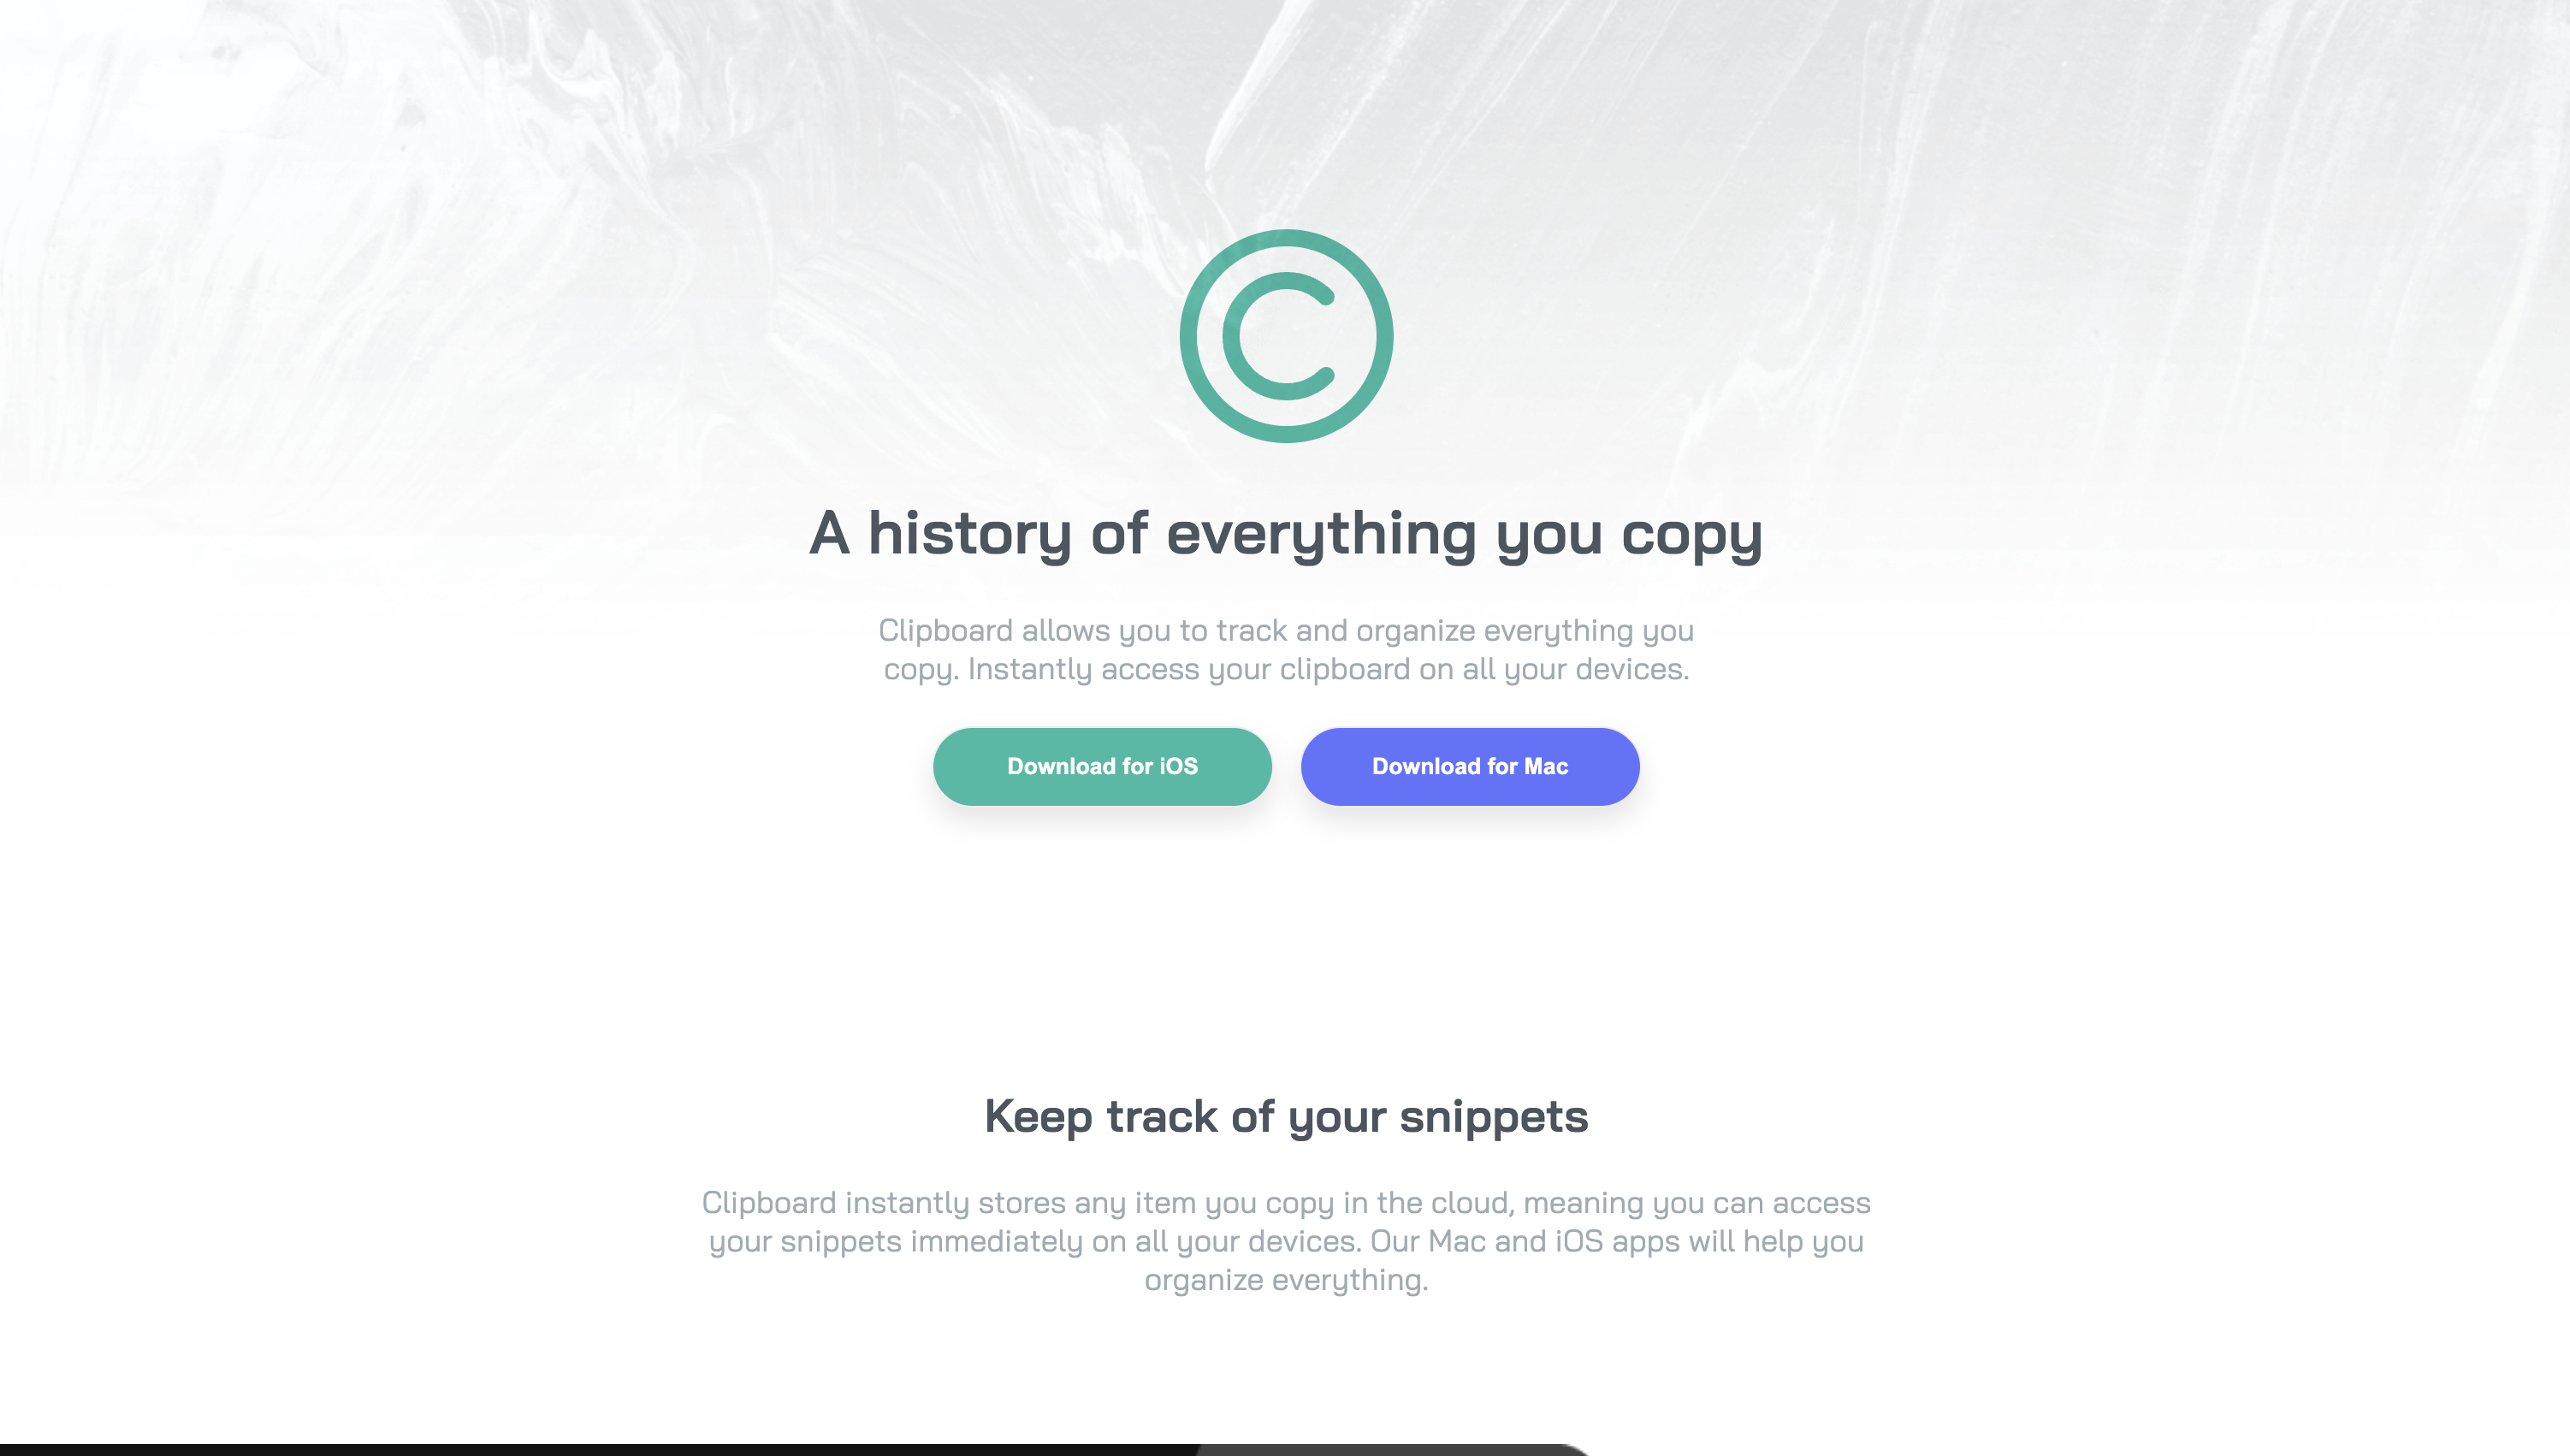 A history of everything you copy
Clipboard allows you to track and organize everything you
copy. Instantly access your clipboard on all your devices.
Download for iOS
Download for Mac
Keep track of your snippets
Clipboard instantly stores any item you copy in the cloud, meaning you can access
your snippets immediately on all your devices. Our Mac and iOS apps will help you
organize everything.